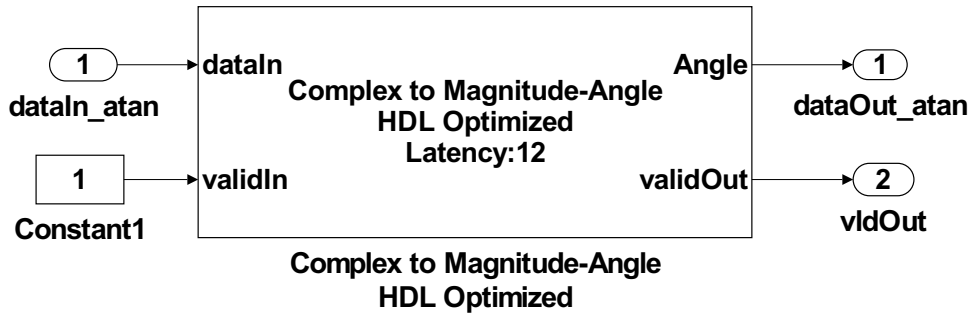 1
dataIn_atan
1
Constant1
dataIn
validIn
Complex to Magnitude-Angle
HDL Optimized
Latency:12
Angle
validOut
1
dataOut_atan
2
vldOut
Complex to Magnitude-Angle
HDL Optimized